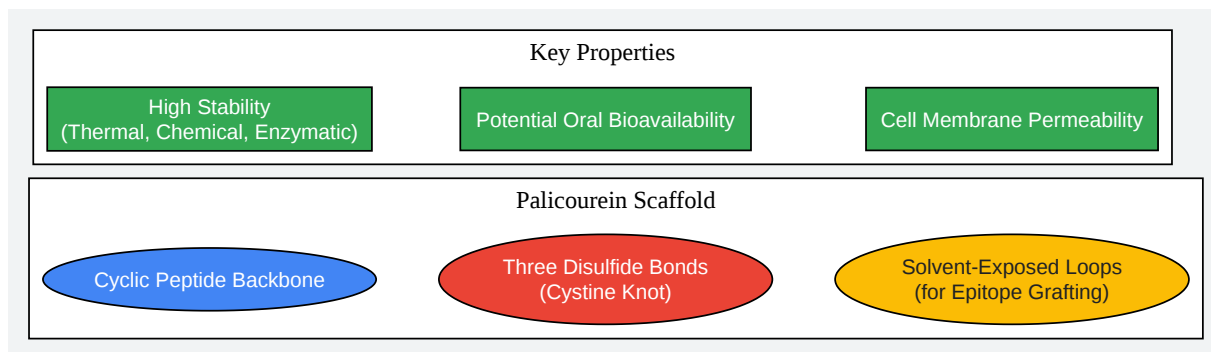 Key Properties
High Stability
(Thermal, Chemical, Enzymatic)
Potential Oral Bioavailability
Cell Membrane Permeability
Palicourein Scaffold
Cyclic Peptide Backbone
Three Disulfide Bonds
(Cystine Knot)
Solvent-Exposed Loops
(for Epitope Grafting)